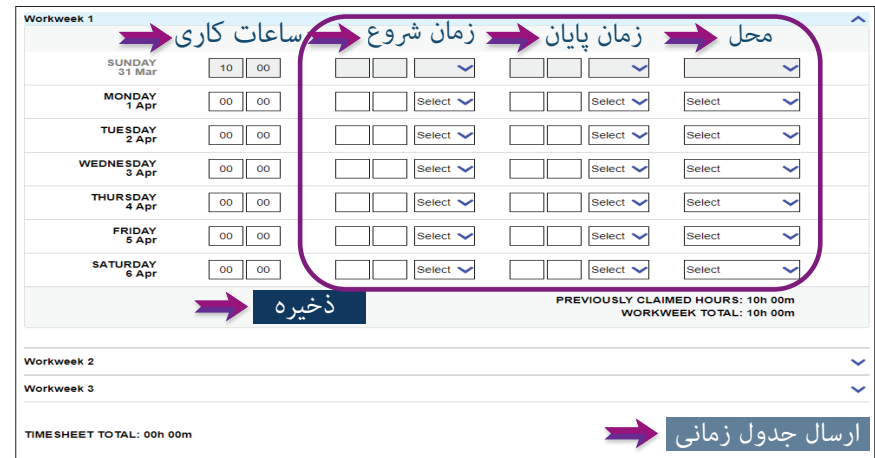 Workweek 1
ساعات کاری زمان شروع زمان پایان محل
SUNDAY
31 Mar 10 00
MONDAY
1 Apr 00 00 Select Select Select
TUESDAY
2 Apr 00 00 Select Select Select
WEDNESDAY
3 Apr 00 00 Select Select Select
THURSDAY
4 Apr 00 00 Select Select Select
FRIDAY
5 Apr 00 00 Select Select Select
SATURDAY
6 Apr 00 00 Select Select Select
ذخیره
PREVIOUSLY CLAIMED HOURS: 10h 00m
WORKWEEK TOTAL: 10h 00m
Workweek 2
Workweek 3
TIMESHEET TOTAL: 00h 00m
ارسال جدول زمانی